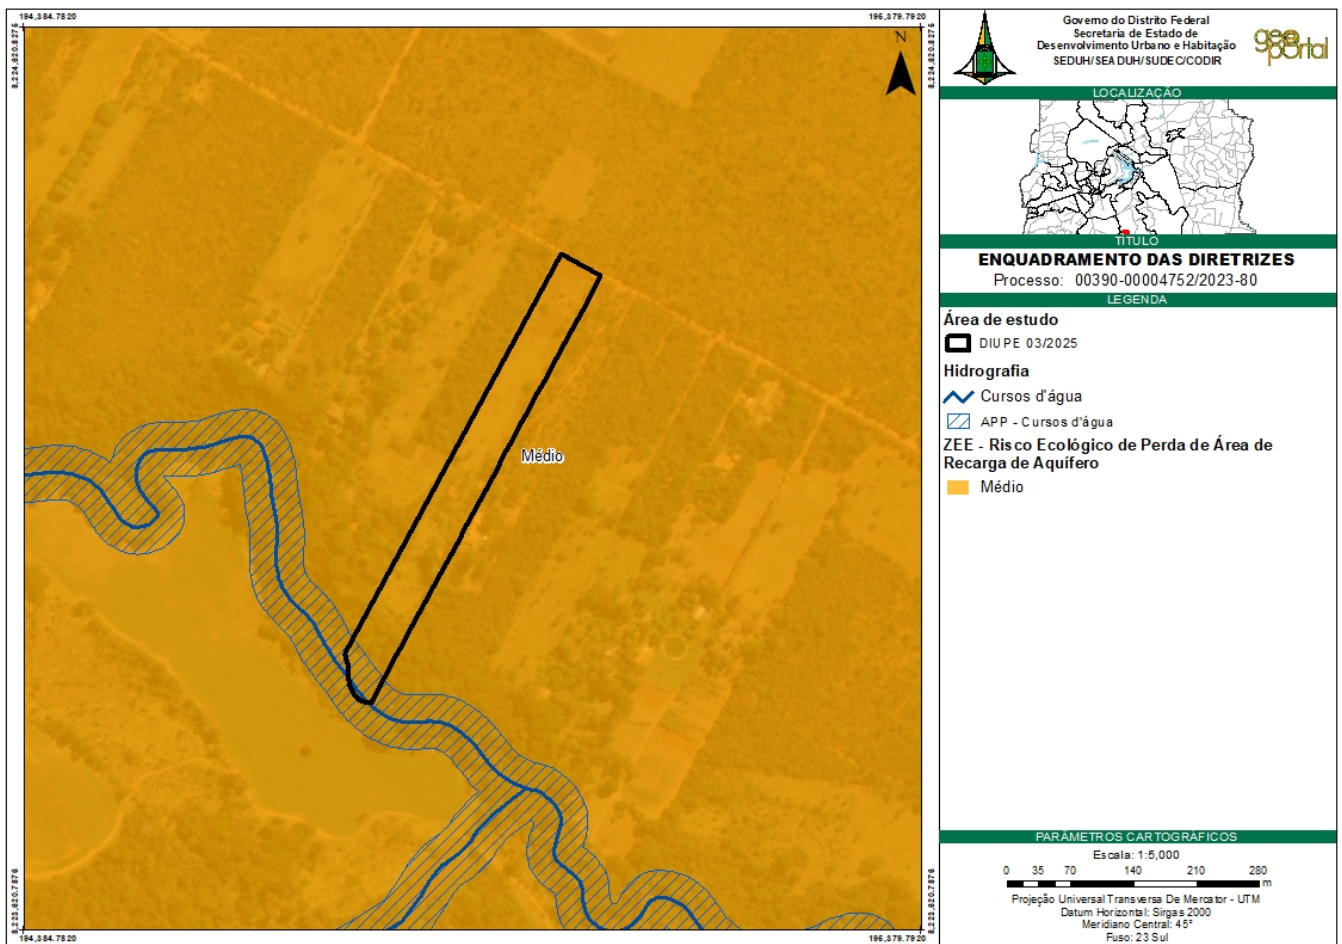 194,384.7820
195,379.7920
8,224,620.8275
8,224,620.8275
N
Médio
8,223,620.7876
8,223,620.7876
194,384.7820
195,379.7920
Governo do Distrito Federal
Secretaria de Estado de
Desenvolvimento Urbano e Habitação
SEDUH/SEADUH/SUDEC/CODIR
geoportal
LOCALIZAÇÃO
TÍTULO
ENQUADRAMENTO DAS DIRETRIZES
Processo: 00390-00004752/2023-80
LEGENDA
Área de estudo
DIUPE 03/2025
Hidrografia
Cursos d'água
APP - Cursos d'água
ZEE - Risco Ecológico de Perda de Área de
Recarga de Aquífero
Médio
PARÂMETROS CARTOGRÁFICOS
Escala: 1:5,000
0 35 70 140 210 280
m
Projeção Universal Transversa De Mercator - UTM
Datum Horizontal: Sirgas 2000
Meridiano Central: 45°
Fuso: 23 Sul